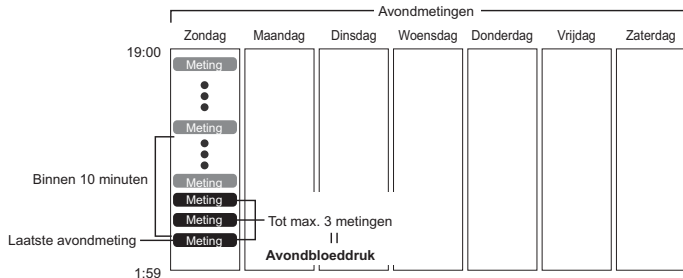 Avondmetingen
Zondag Maandag Dinsdag Woensdag Donderdag Vrijdag Zaterdag
19:00
Meting
Meting
Binnen 10 minuten
Meting
Meting
Meting Tot max. 3 metingen
Laatste avondmeting Meting
Avondbloeddruk
1:59